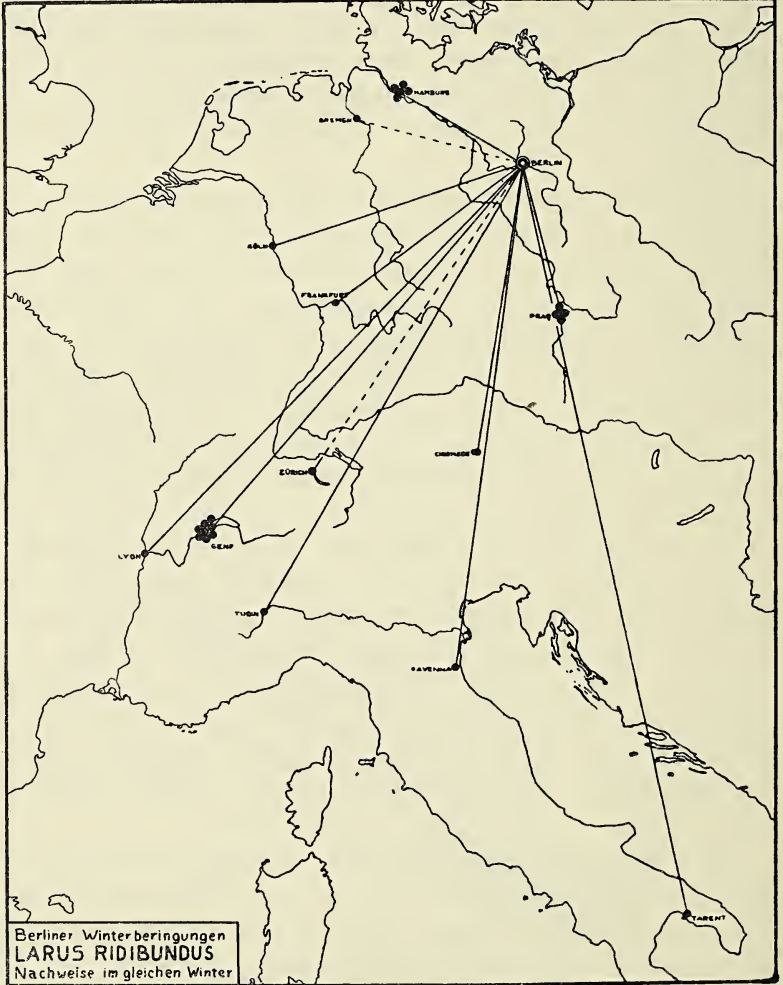 HAMBURG
BREMEN
BERLIN
KÖLN
FRANKFURT
PRAG
CHIEMSEE
ZÜRICH
GENF
LYON
TURIN
RAVENNA
TARENT
Berliner Winterberingungen
LARUS RIDIBUNDUS
Nachweise im gleichen Winter